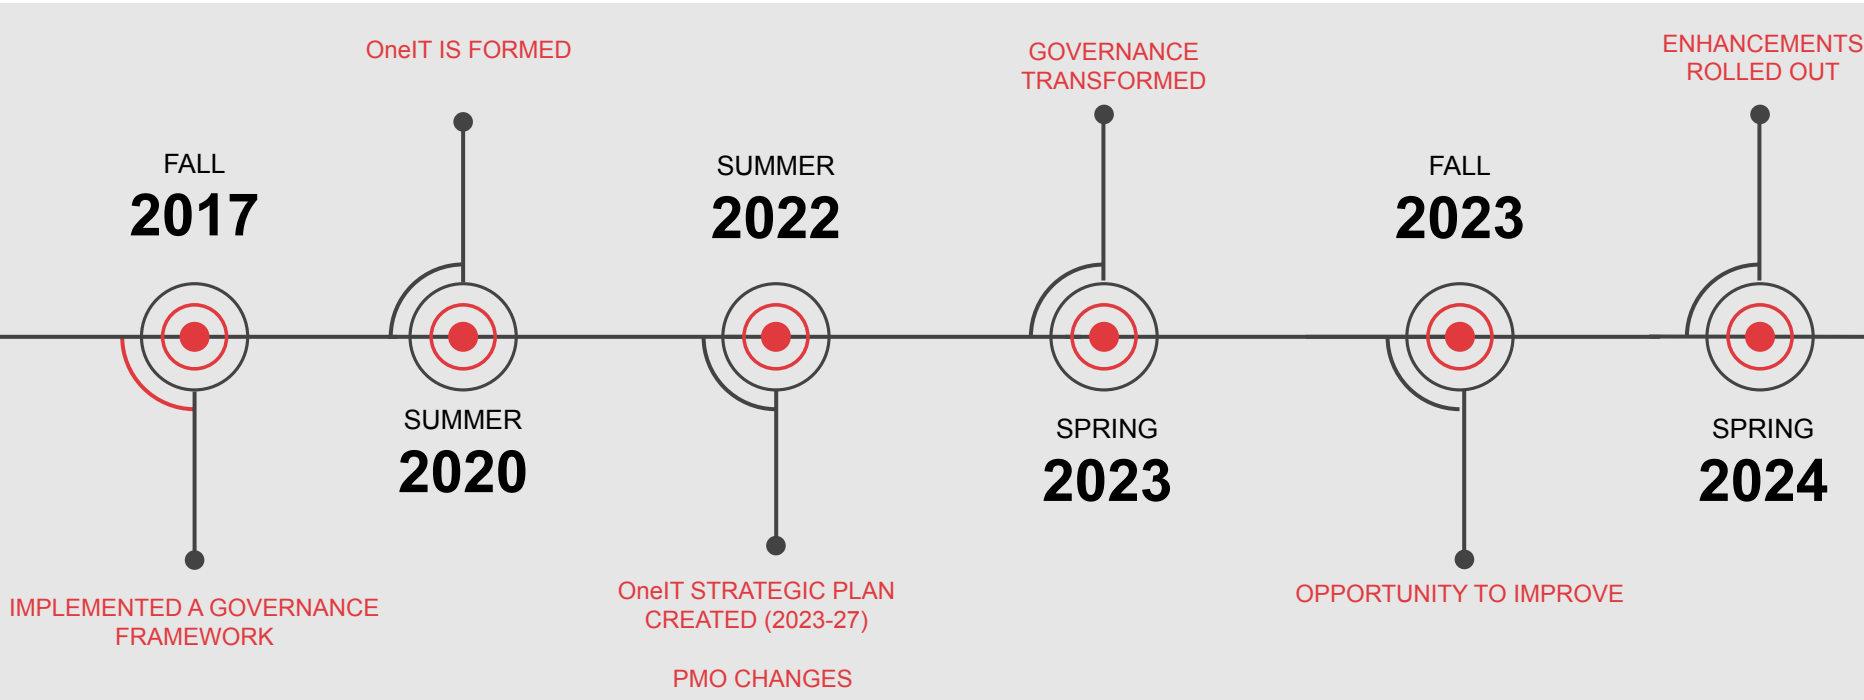 FALL
2017
IMPLEMENTED A GOVERNANCE
FRAMEWORK
OneIT IS FORMED
SUMMER
2020
SUMMER
2022
OneIT STRATEGIC PLAN
CREATED (2023-27)
PMO CHANGES
GOVERNANCE
TRANSFORMED
SPRING
2023
FALL
2023
OPPORTUNITY TO IMPROVE
ENHANCEMENTS
ROLLED OUT
SPRING
2024